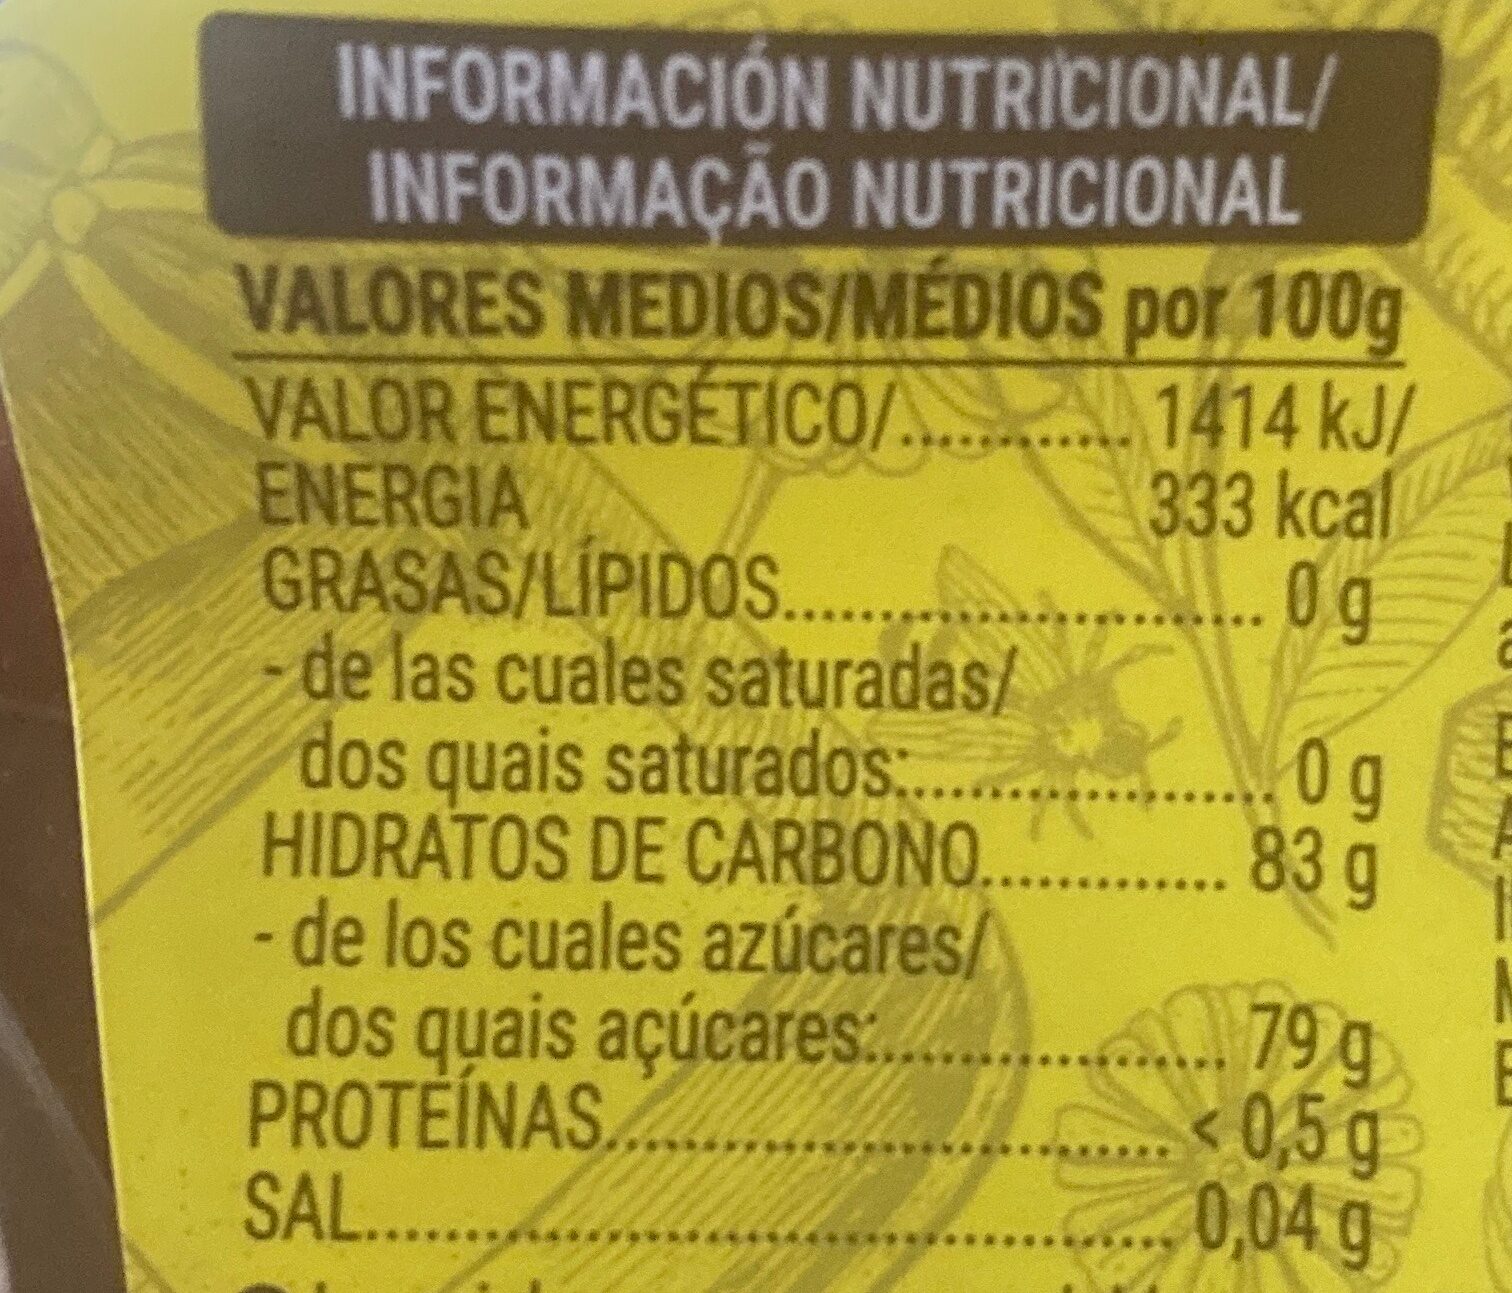 INFORMACIÓN NUTRICIONAL/
INFORMAÇÃO NUTRICIONAL
VALORES MEDIOS/MÉDIOS por 100g
VALOR ENERGÉTICO/............ 1414 kJ/
ENERGIA 333 kcal
GRASAS/LÍPIDOS........................ 0 g
- de las cuales saturadas/
dos quais saturados:................... 0 g
HIDRATOS DE CARBONO............. 83 g
- de los cuales azúcares/
dos quais açúcares:................... 79 g
PROTEÍNAS............................. < 0,5 g
SAL........................................ 0,04 g